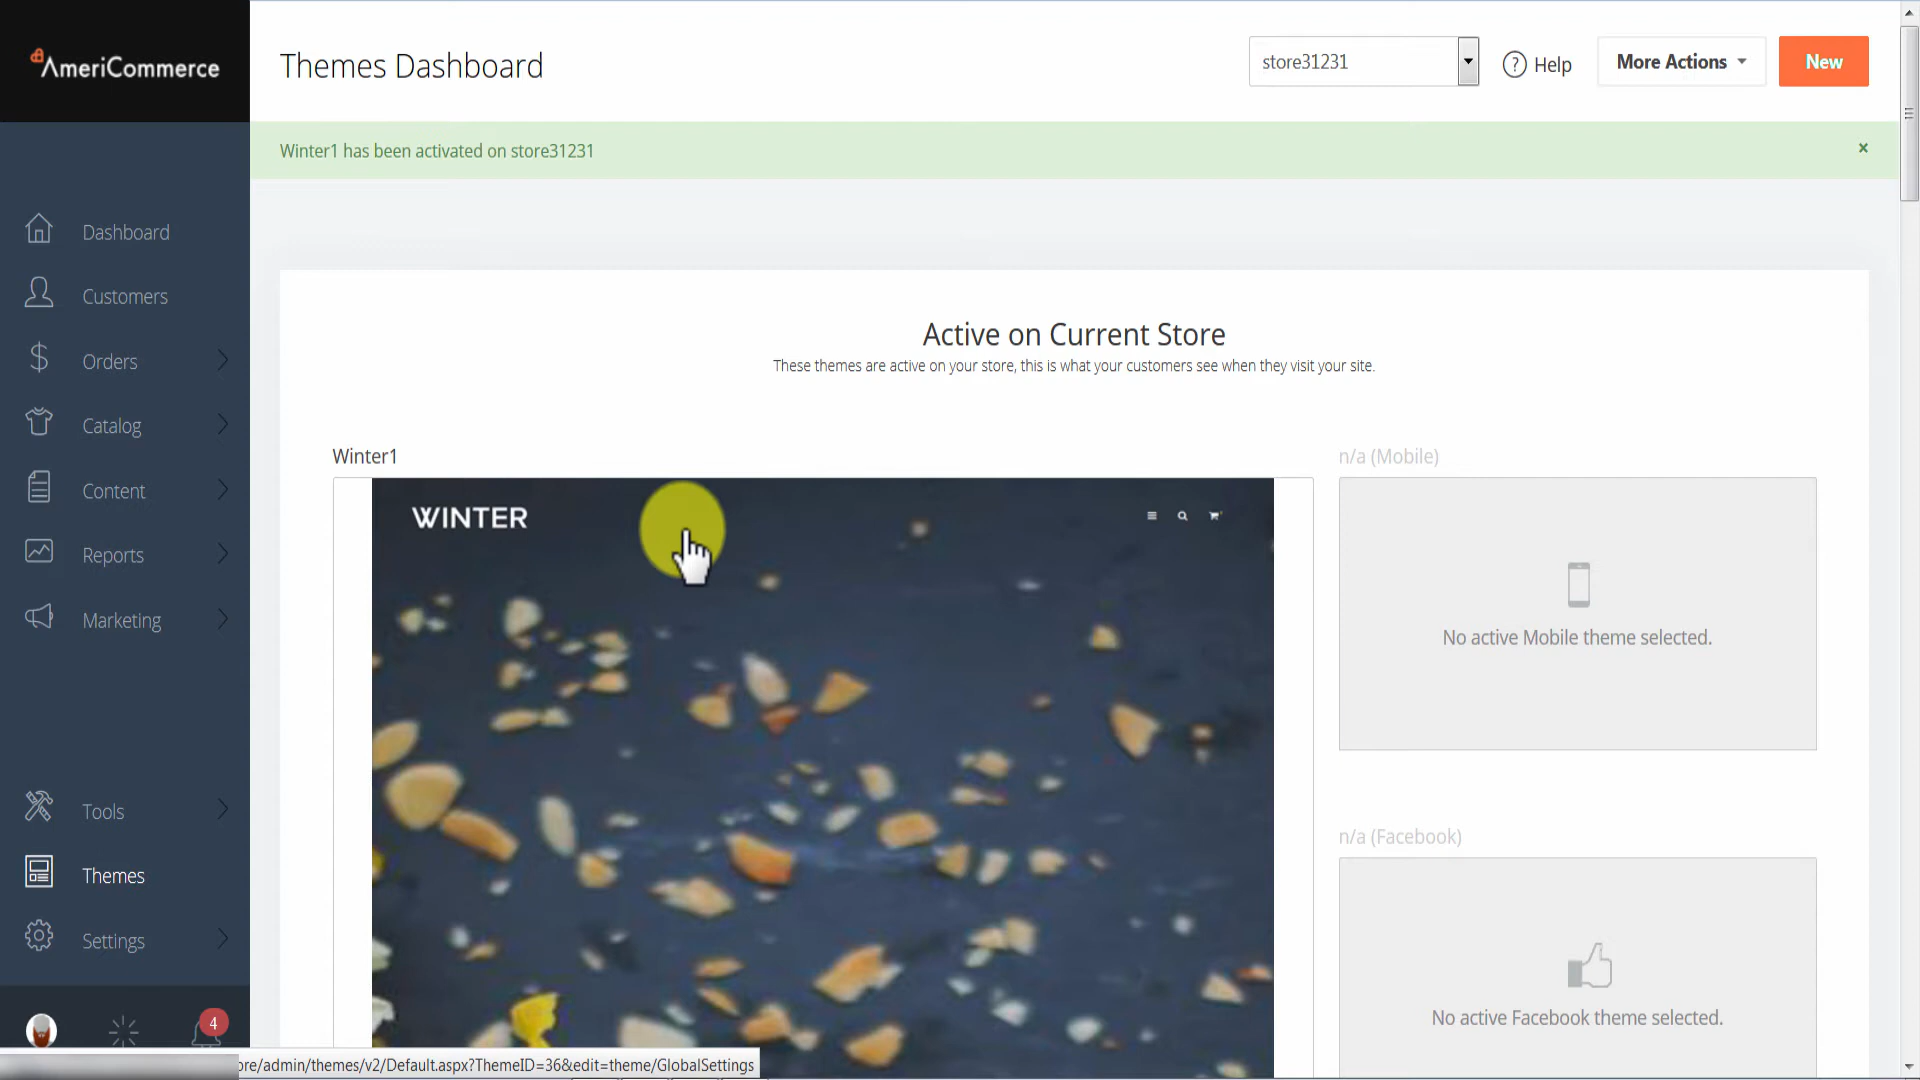 AmeriCommerce
Themes Dashboard
store31231
? Help
More Actions
New
Winter1 has been activated on store31231
×
Dashboard
Customers
Orders
Catalog
Content
Reports
Marketing
Tools
Themes
Settings
4
Active on Current Store
These themes are active on your store, this is what your customers see when they visit your site.
Winter1
WINTER
n/a (Mobile)
No active Mobile theme selected.
n/a (Facebook)
No active Facebook theme selected.
ore/admin/themes/v2/Default.aspx?ThemeID=36&edit=theme/GlobalSettings